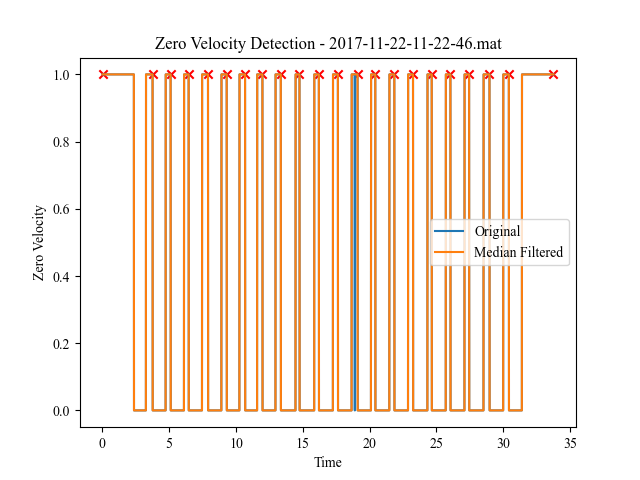 Zero Velocity Detection - 2017-11-22-11-22-46.mat
1.0
0.8
0.6
0.4
0.2
0.0
Zero Velocity
Original
Median Filtered
0 5 10 15 20 25 30 35
Time